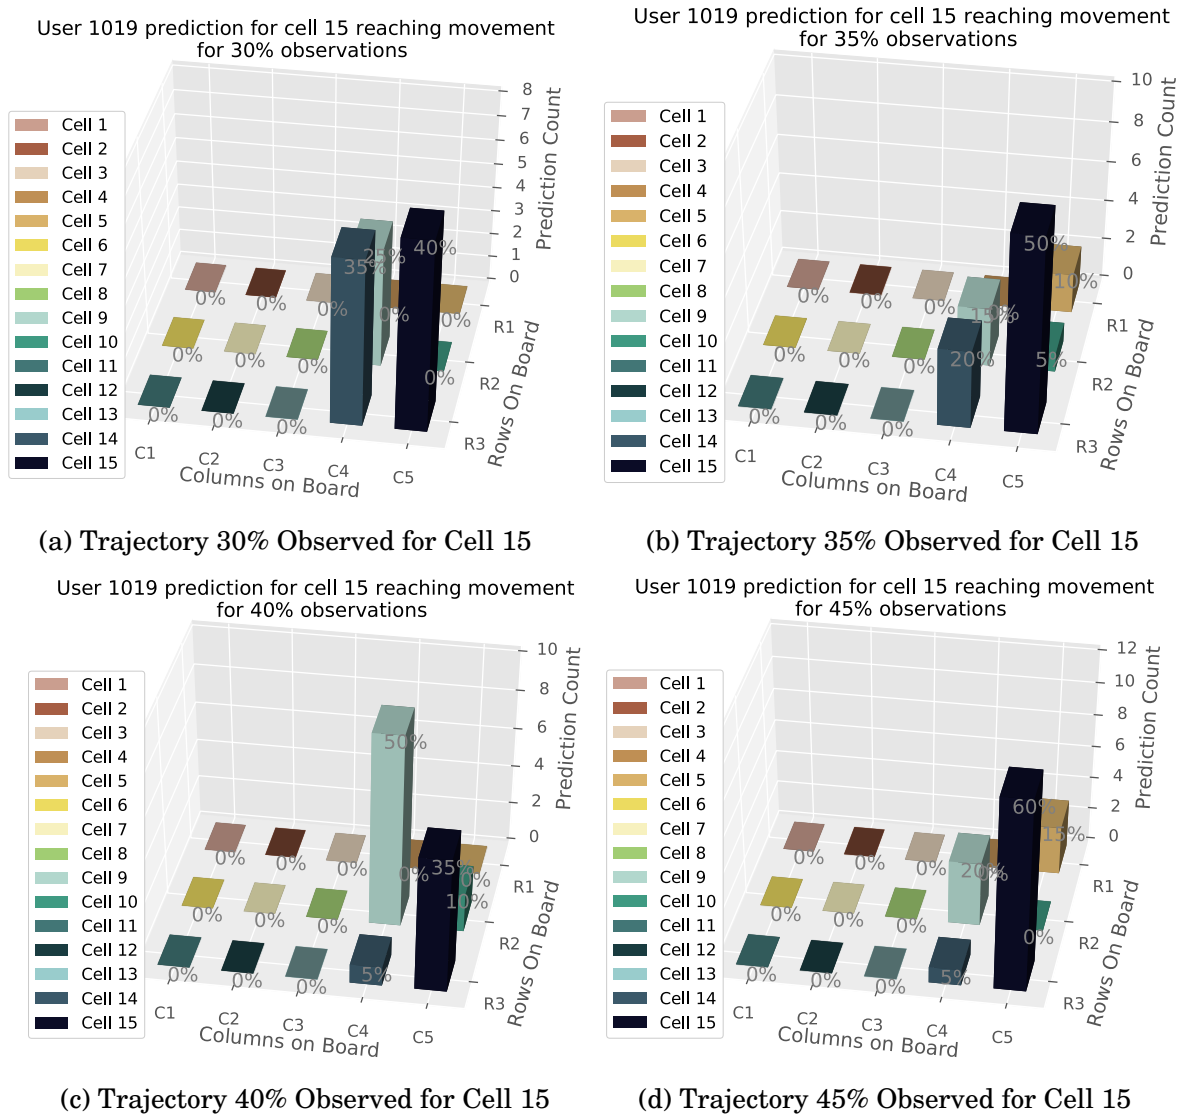 User 1019 prediction for cell 15 reaching movement
for 30% observations
Cell 1
Cell 2
Cell 3
Cell 4
Cell 5
Cell 6
Cell 7
Cell 8
Cell 9
Cell 10
Cell 11
Cell 12
Cell 13
Cell 14
Cell 15
8
7
6
5
4
3
2
1
0
Prediction Count
0% 0% 0% 0% 0%
0% 0% 0% 25% 0%
0% 0% 0% 35% 40%
R1
R2
R3
Rows On Board
C1 C2 C3 C4 C5
Columns on Board
(a) Trajectory 30% Observed for Cell 15
User 1019 prediction for cell 15 reaching movement
for 35% observations
Cell 1
Cell 2
Cell 3
Cell 4
Cell 5
Cell 6
Cell 7
Cell 8
Cell 9
Cell 10
Cell 11
Cell 12
Cell 13
Cell 14
Cell 15
10
8
6
4
2
0
Prediction Count
0% 0% 0% 0% 10%
0% 0% 0% 15% 5%
0% 0% 0% 20% 50%
R1
R2
R3
Rows On Board
C1 C2 C3 C4 C5
Columns on Board
(b) Trajectory 35% Observed for Cell 15
User 1019 prediction for cell 15 reaching movement
for 40% observations
Cell 1
Cell 2
Cell 3
Cell 4
Cell 5
Cell 6
Cell 7
Cell 8
Cell 9
Cell 10
Cell 11
Cell 12
Cell 13
Cell 14
Cell 15
10
8
6
4
2
0
Prediction Count
0% 0% 0% 0% 0%
0% 0% 0% 50% 10%
0% 0% 0% 5% 35%
R1
R2
R3
Rows On Board
C1 C2 C3 C4 C5
Columns on Board
(c) Trajectory 40% Observed for Cell 15
User 1019 prediction for cell 15 reaching movement
for 45% observations
Cell 1
Cell 2
Cell 3
Cell 4
Cell 5
Cell 6
Cell 7
Cell 8
Cell 9
Cell 10
Cell 11
Cell 12
Cell 13
Cell 14
Cell 15
12
10
8
6
4
2
0
Prediction Count
0% 0% 0% 0% 15%
0% 0% 0% 20% 0%
0% 0% 0% 5% 60%
R1
R2
R3
Rows On Board
C1 C2 C3 C4 C5
Columns on Board
(d) Trajectory 45% Observed for Cell 15